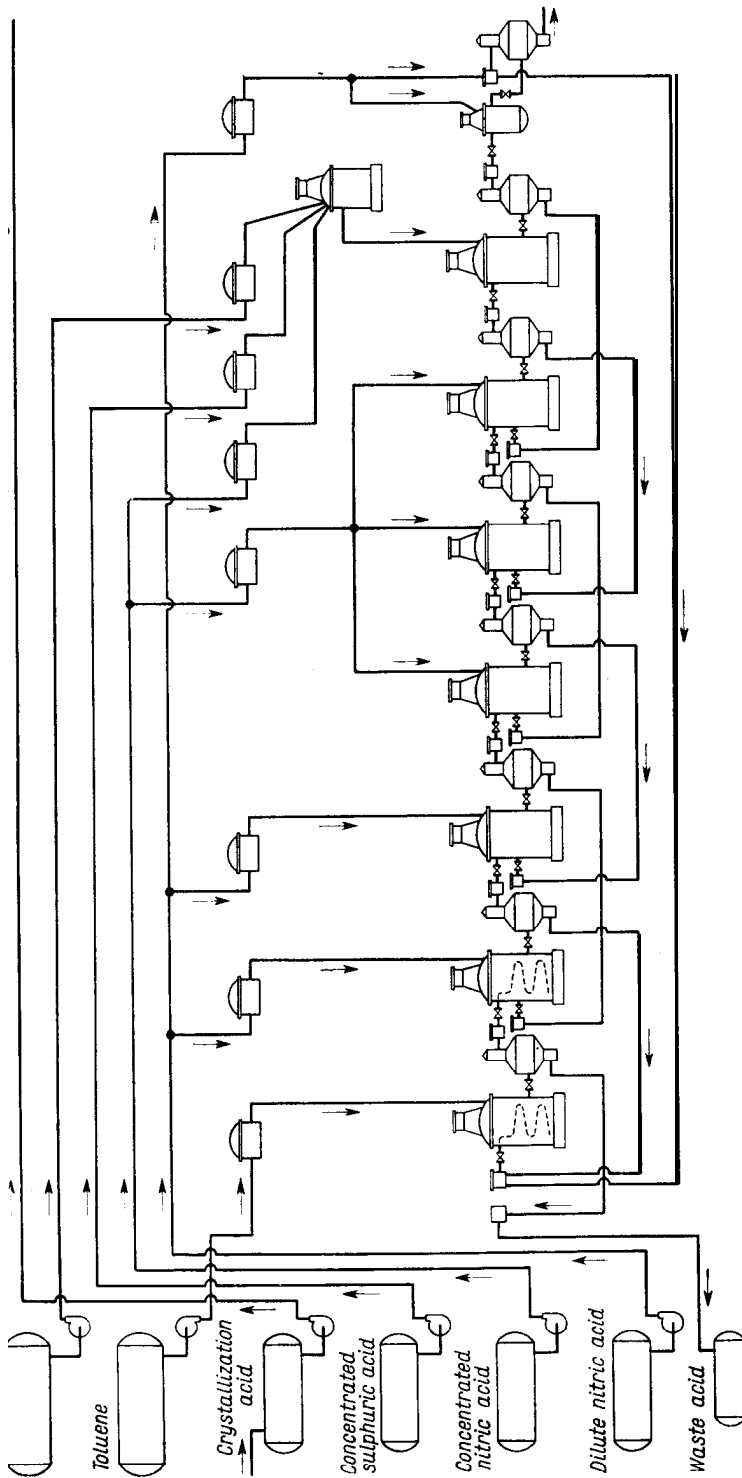 Toluene
Crystallization
acid
Concentrated
sulphuric acid
Concentrated
nitric acid
Dilute nitric acid
Waste acid